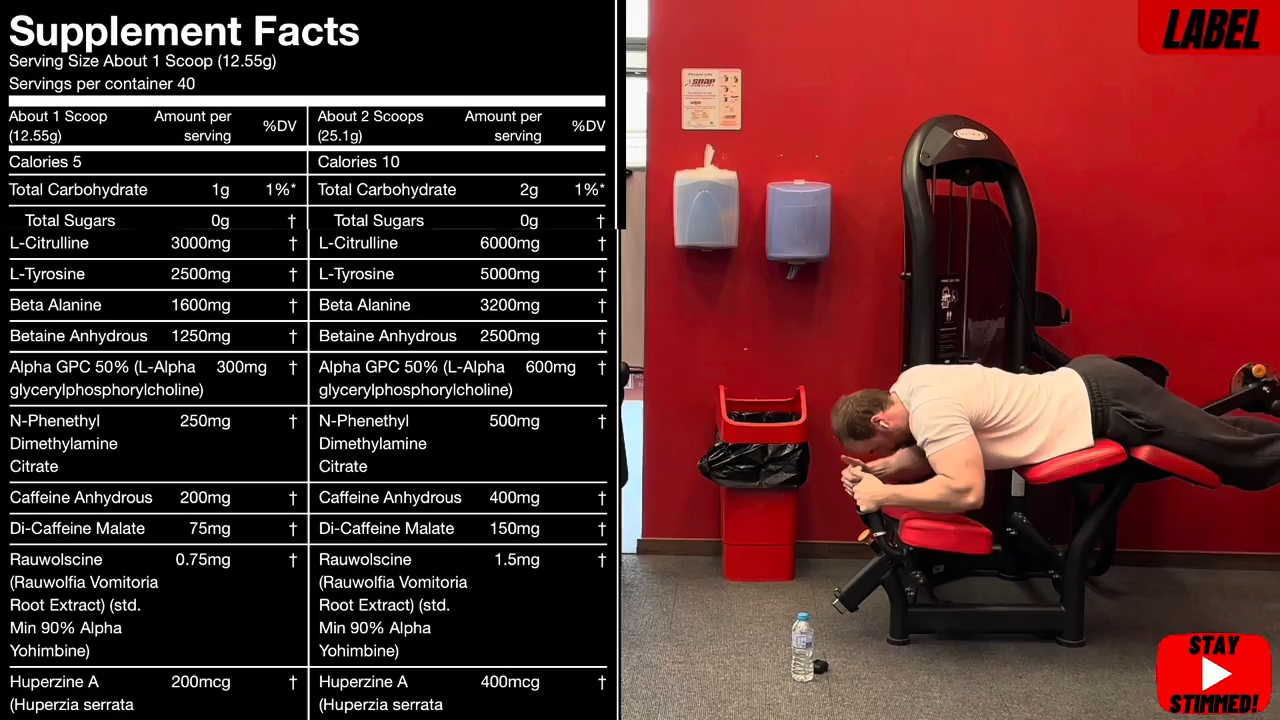 Supplement Facts
Serving Size About 1 Scoop (12.55g)
Servings per container 40
About 1 Scoop (12.55g) Amount per serving %DV About 2 Scoops (25.1g) Amount per serving %DV
Calories 5 Calories 10
Total Carbohydrate 1g 1%* Total Carbohydrate 2g 1%*
Total Sugars 0g † Total Sugars 0g †
L-Citrulline 3000mg † L-Citrulline 6000mg †
L-Tyrosine 2500mg † L-Tyrosine 5000mg †
Beta Alanine 1600mg † Beta Alanine 3200mg †
Betaine Anhydrous 1250mg † Betaine Anhydrous 2500mg †
Alpha GPC 50% (L-Alpha 300mg † Alpha GPC 50% (L-Alpha 600mg †
glycerylphosphorylcholine) glycerylphosphorylcholine)
N-Phenethyl 250mg † N-Phenethyl 500mg †
Dimethylamine Dimethylamine
Citrate Citrate
Caffeine Anhydrous 200mg † Caffeine Anhydrous 400mg †
Di-Caffeine Malate 75mg † Di-Caffeine Malate 150mg †
Rauwolscine 0.75mg † Rauwolscine 1.5mg †
(Rauwolfia Vomitoria (Rauwolfia Vomitoria
Root Extract) (std. Root Extract) (std.
Min 90% Alpha Min 90% Alpha
Yohimbine) Yohimbine)
Huperzine A 200mcg † Huperzine A 400mcg †
(Huperzia serrata (Huperzia serrata
LABEL
SNAP
STAY
STIMMED!